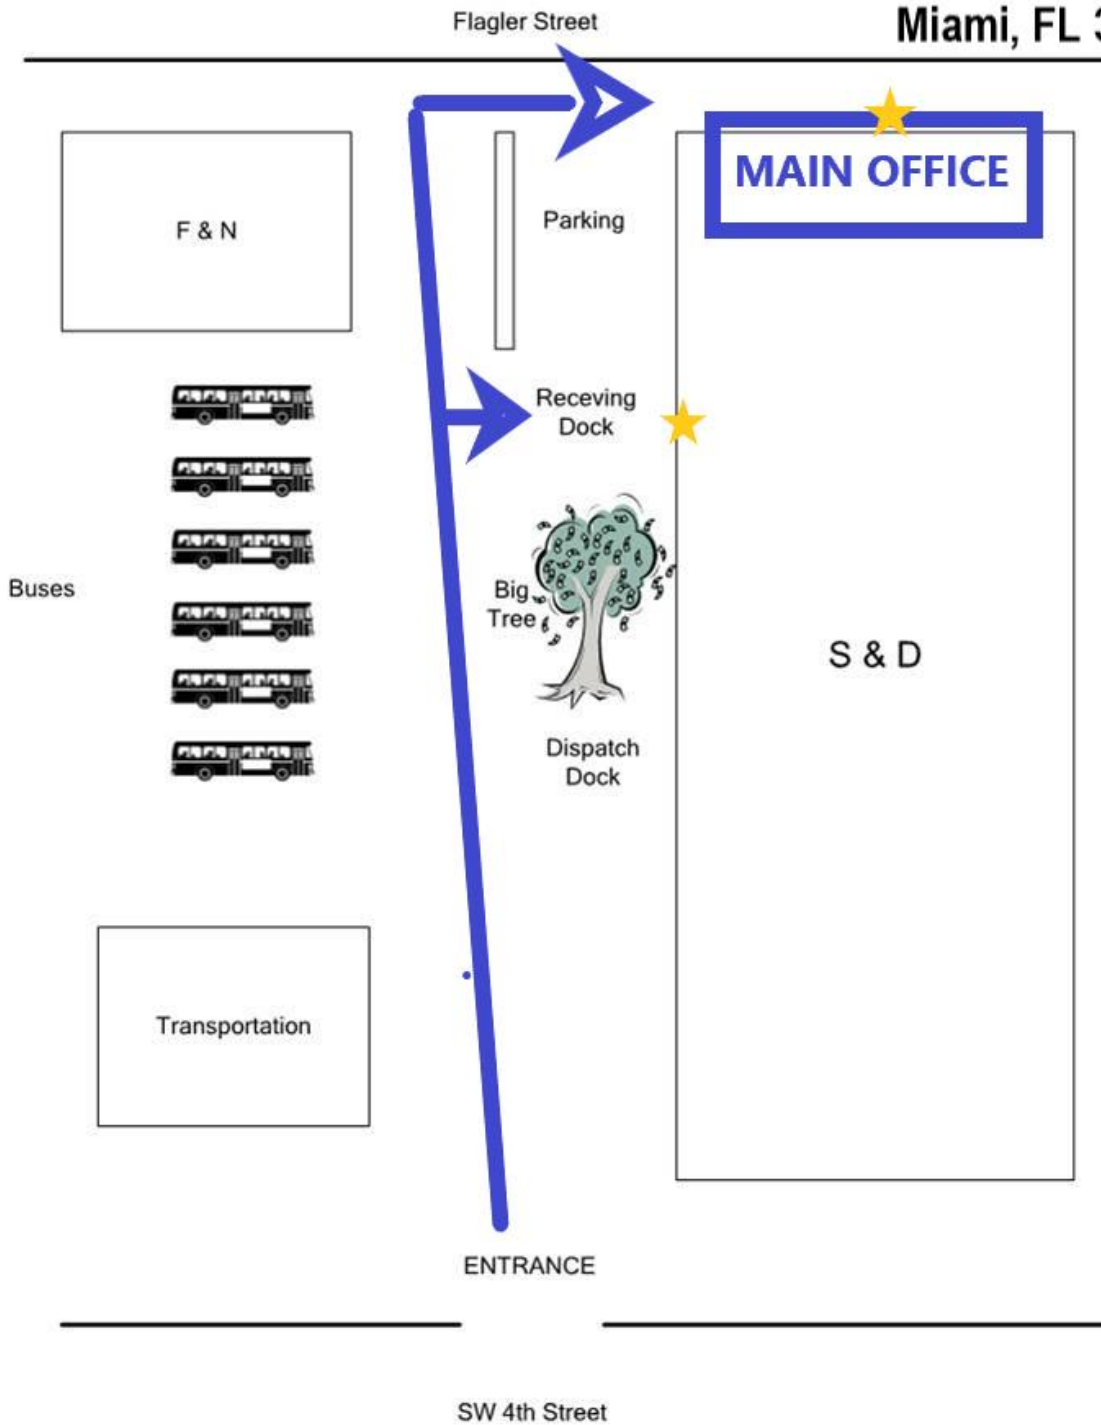 Flagler Street
Miami, FL 3
MAIN OFFICE
F & N
Parking
Receving
Dock
Buses
Big
Tree
S & D
Dispatch
Dock
Transportation
ENTRANCE
SW 4th Street